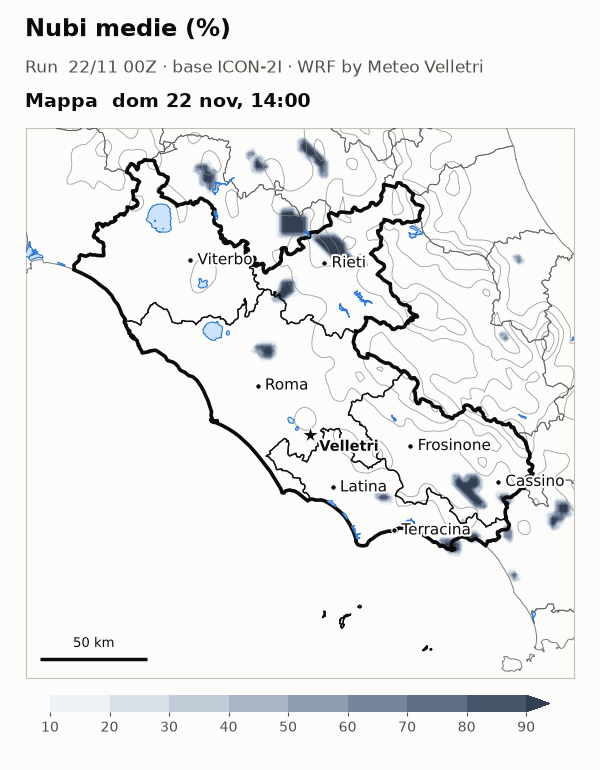 Nubi medie (%)
Run 22/11 00Z · base ICON-2I · WRF by Meteo Velletri
Mappa dom 22 nov, 14:00
Viterbo
Rieti
Roma
Velletri
Frosinone
Latina
Cassino
Terracina
50 km
10 20 30 40 50 60 70 80 90